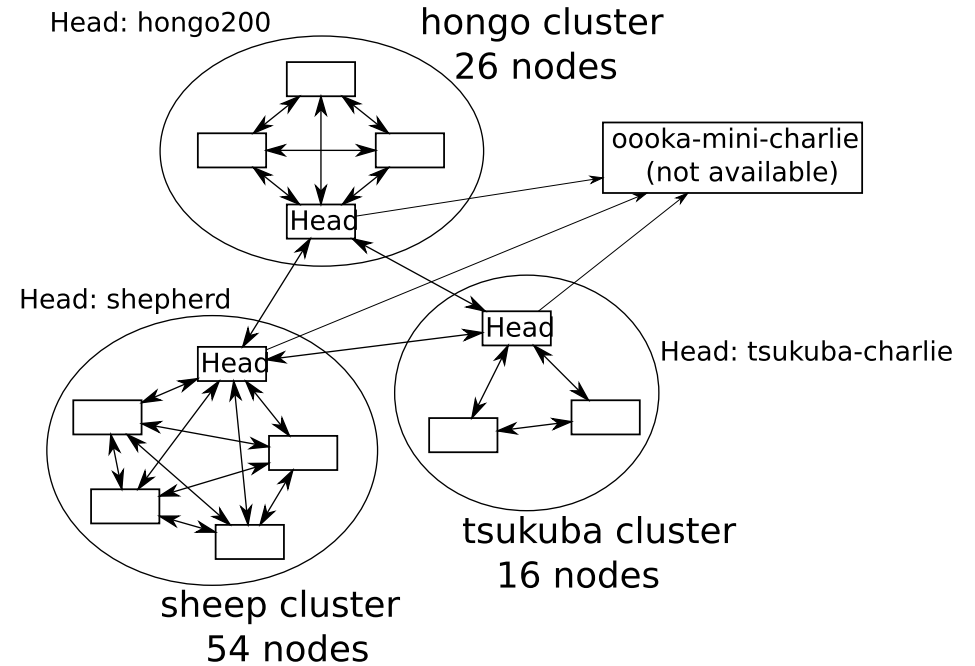 Head: hongo200
hongo cluster
26 nodes
oooka-mini-charlie
(not available)
Head
Head: shepherd
Head
Head
Head: tsukuba-charlie
tsukuba cluster
16 nodes
sheep cluster
54 nodes